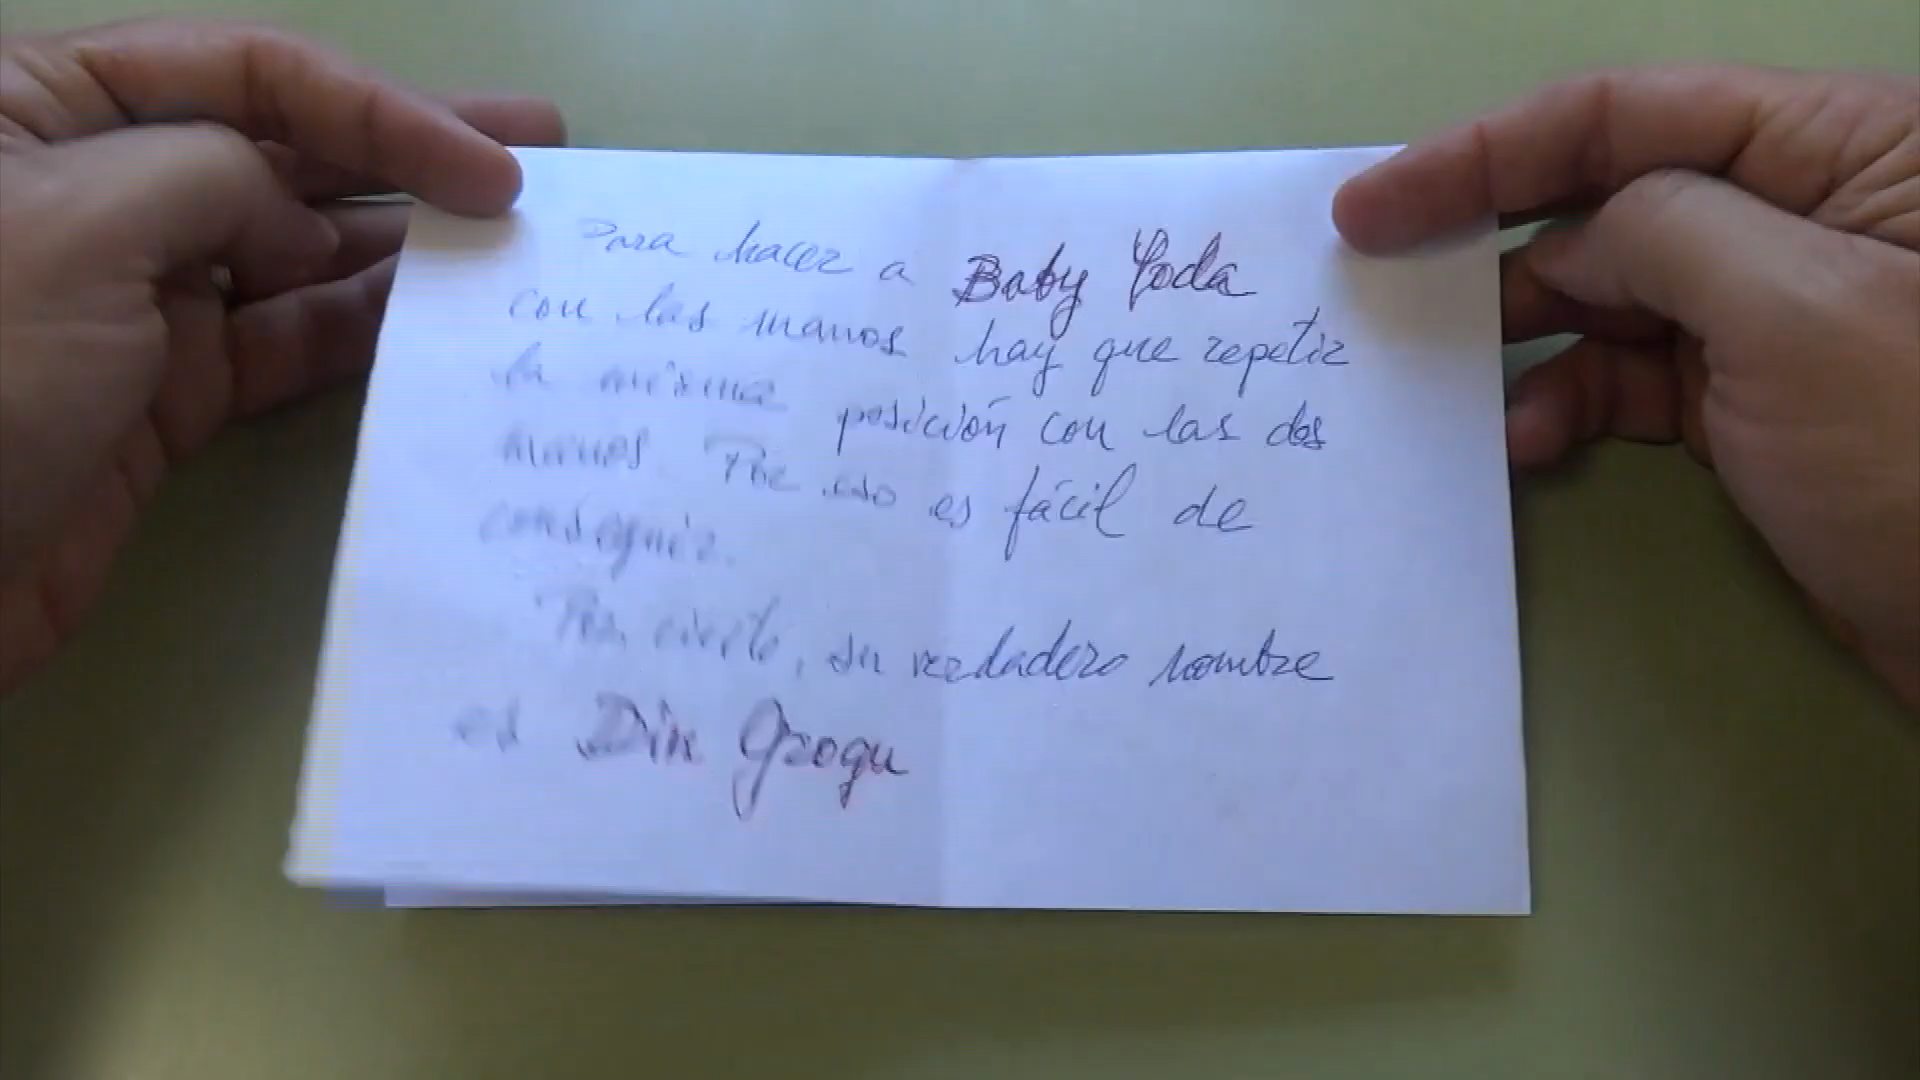 Para hacer a Baby Yoda
con las manos hay que repetir
la misma posición con las dos
manos. Por eso es fácil de
conseguir.
Por cierto, su verdadero nombre
es Din Grogu